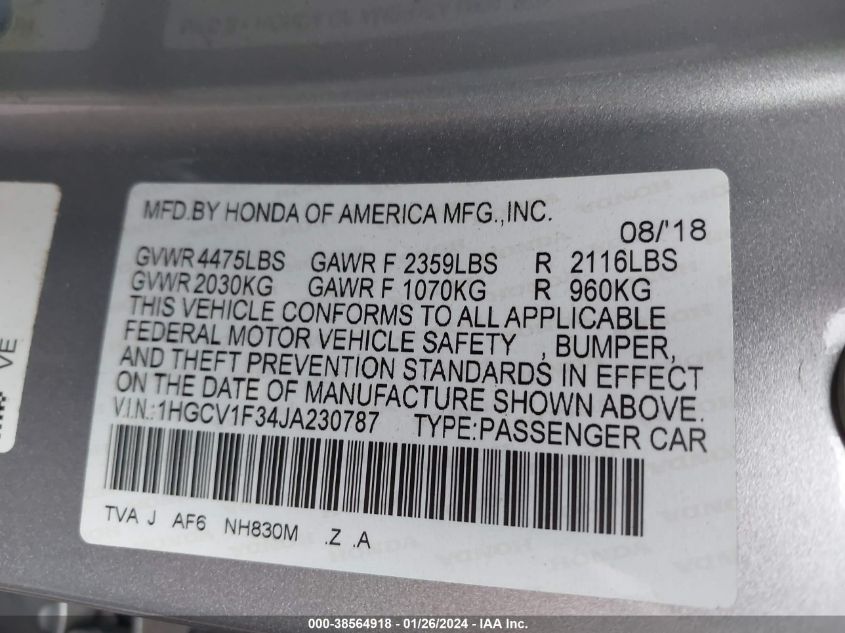 MFD.BY HONDA OF AMERICA MFG.,INC.
08/'18
GVWR 4475LBS GAWR F 2359LBS R 2116LBS
GVWR 2030KG GAWR F 1070KG R 960KG
THIS VEHICLE CONFORMS TO ALL APPLICABLE
FEDERAL MOTOR VEHICLE SAFETY , BUMPER,
AND THEFT PREVENTION STANDARDS IN EFFECT
ON THE DATE OF MANUFACTURE SHOWN ABOVE.
V.I.N.:1HGCV1F34JA230787 TYPE:PASSENGER CAR
TVA J AF6 NH830M .Z .A
VE
000-38564918 - 01/26/2024 - IAA Inc.